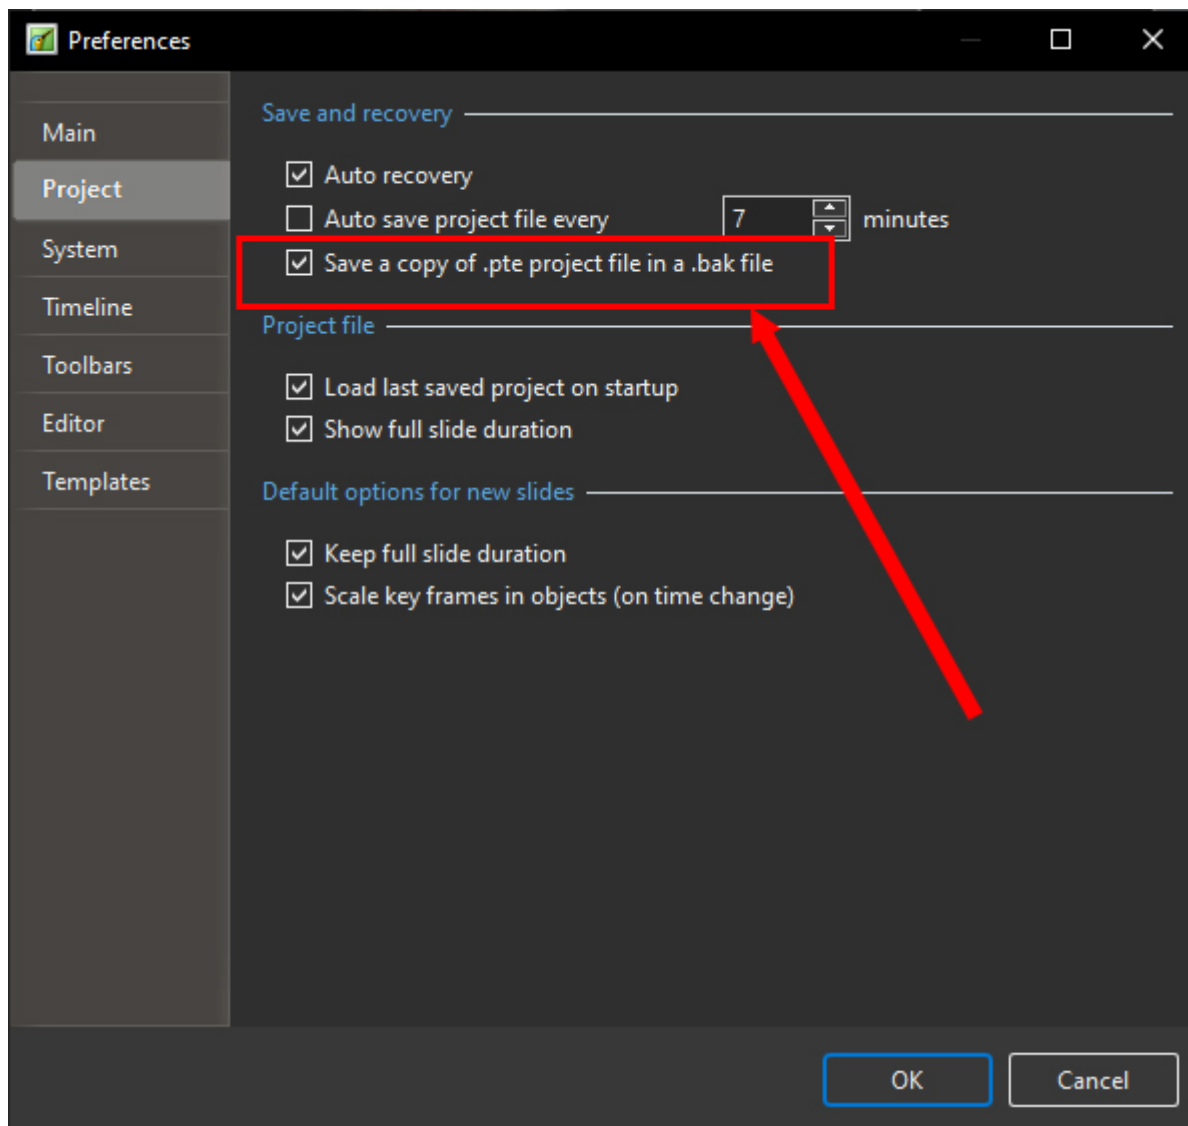 Preferences
Main
Project
System
Timeline
Toolbars
Editor
Templates
Save and recovery
Auto recovery
Auto save project file every 7 minutes
Save a copy of .pte project file in a .bak file
Project file
Load last saved project on startup
Show full slide duration
Default options for new slides
Keep full slide duration
Scale key frames in objects (on time change)
OK Cancel